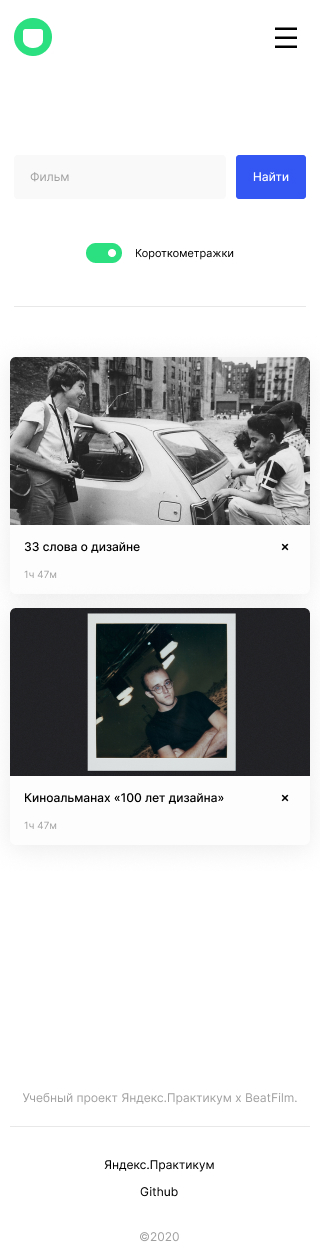 Фильм
Найти
Короткометражки
33 слова о дизайне
1ч 47м
Киноальманах «100 лет дизайна»
1ч 47м
Учебный проект Яндекс.Практикум x BeatFilm.
Яндекс.Практикум
Github
©2020